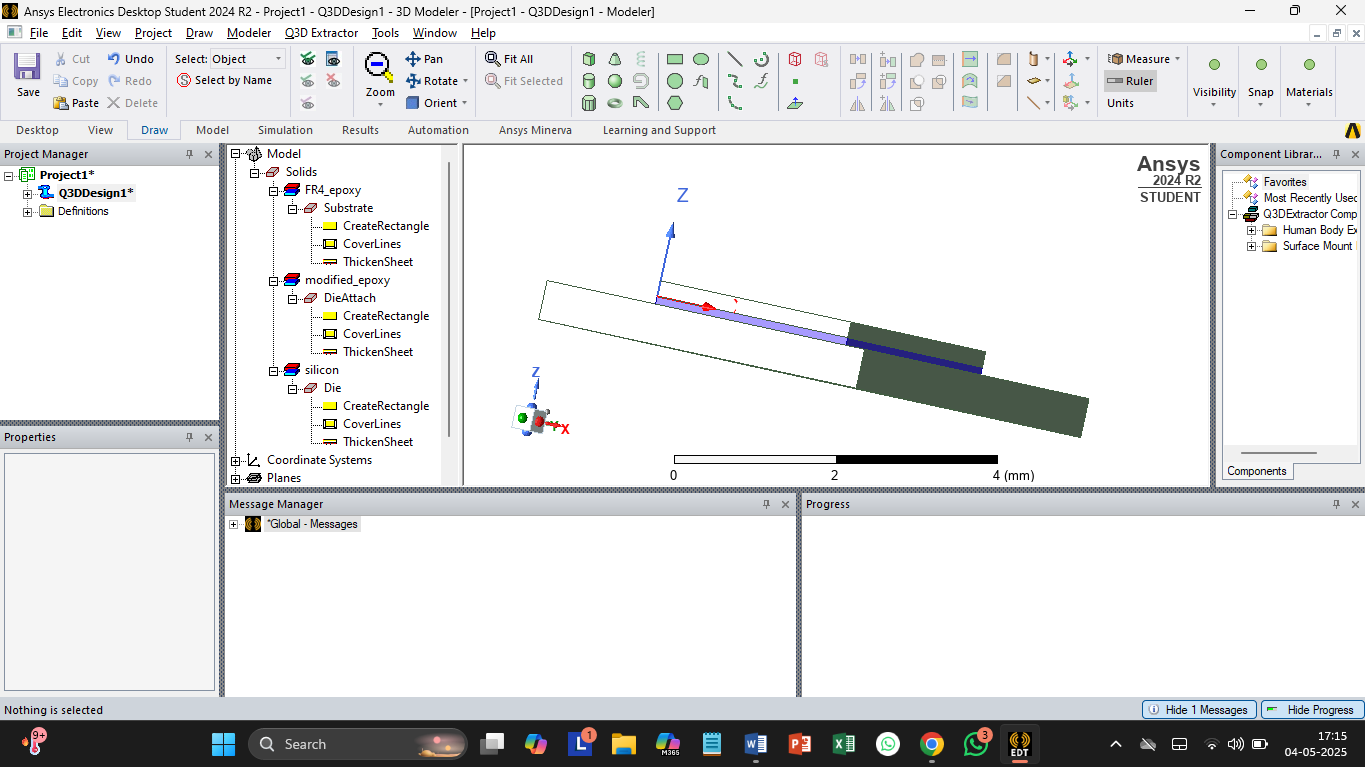 Ansys Electronics Desktop Student 2024 R2 - Project1 - Q3DDesign1 - 3D Modeler - [Project1 - Q3DDesign1 - Modeler]
File Edit View Project Draw Modeler Q3D Extractor Tools Window Help
Save
Cut
Copy
Paste
Undo
Redo
Delete
Select: Object
Select by Name
Zoom
Pan
Rotate
Orient
Fit All
Fit Selected
Measure
Ruler
Units
Visibility
Snap
Materials
Desktop View Draw Model Simulation Results Automation Ansys Minerva Learning and Support
Project Manager
Project1*
Q3DDesign1*
Definitions
Properties
Model
Solids
FR4_epoxy
Substrate
CreateRectangle
CoverLines
ThickenSheet
modified_epoxy
DieAttach
CreateRectangle
CoverLines
ThickenSheet
silicon
Die
CreateRectangle
CoverLines
ThickenSheet
Coordinate Systems
Planes
Ansys
2024 R2
STUDENT
Z
Z
X
0 2 4 (mm)
Component Librar...
Favorites
Most Recently Used
Q3DExtractor Comp
Human Body Ex
Surface Mount
Components
Message Manager
*Global - Messages
Progress
Nothing is selected
Hide 1 Messages
Hide Progress
9+
Search
1
M365
3
EDT
17:15
04-05-2025